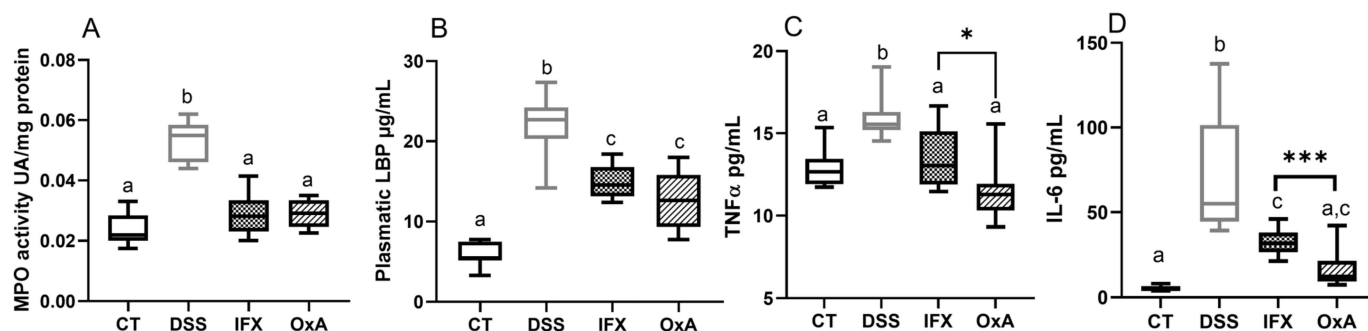 A
MPO activity UA/mg protein
0.08
0.06
0.04
0.02
0.00
a
b
a
a
CT
DSS
IFX
OxA
B
Plasmatic LBP µg/mL
30
20
10
0
a
b
c
c
CT
DSS
IFX
OxA
C
TNFα pg/mL
20
15
10
5
a
b
a
*
a
CT
DSS
IFX
OxA
D
IL-6 pg/mL
150
100
50
0
a
b
***
c
a,c
CT
DSS
IFX
OxA